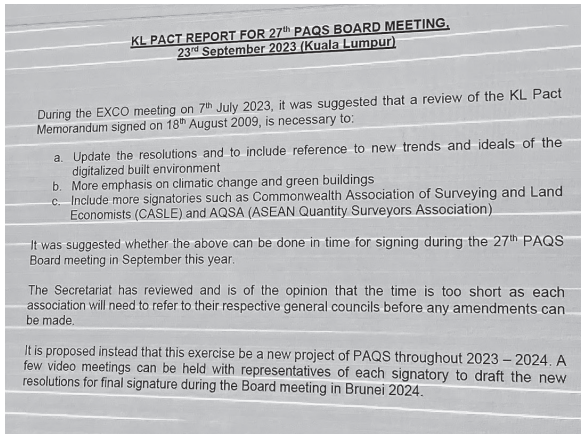 KL PACT REPORT FOR 27th PAQS BOARD MEETING,
23rd September 2023 (Kuala Lumpur)
During the EXCO meeting on 7th July 2023, it was suggested that a review of the KL Pact
Memorandum signed on 18th August 2009, is necessary to:
a. Update the resolutions and to include reference to new trends and ideals of the
digitalized built environment
b. More emphasis on climatic change and green buildings
c. Include more signatories such as Commonwealth Association of Surveying and Land
Economists (CASLE) and AQSA (ASEAN Quantity Surveyors Association)
It was suggested whether the above can be done in time for signing during the 27th PAQS
Board meeting in September this year.
The Secretariat has reviewed and is of the opinion that the time is too short as each
association will need to refer to their respective general councils before any amendments can
be made.
It is proposed instead that this exercise be a new project of PAQS throughout 2023 – 2024. A
few video meetings can be held with representatives of each signatory to draft the new
resolutions for final signature during the Board meeting in Brunei 2024.